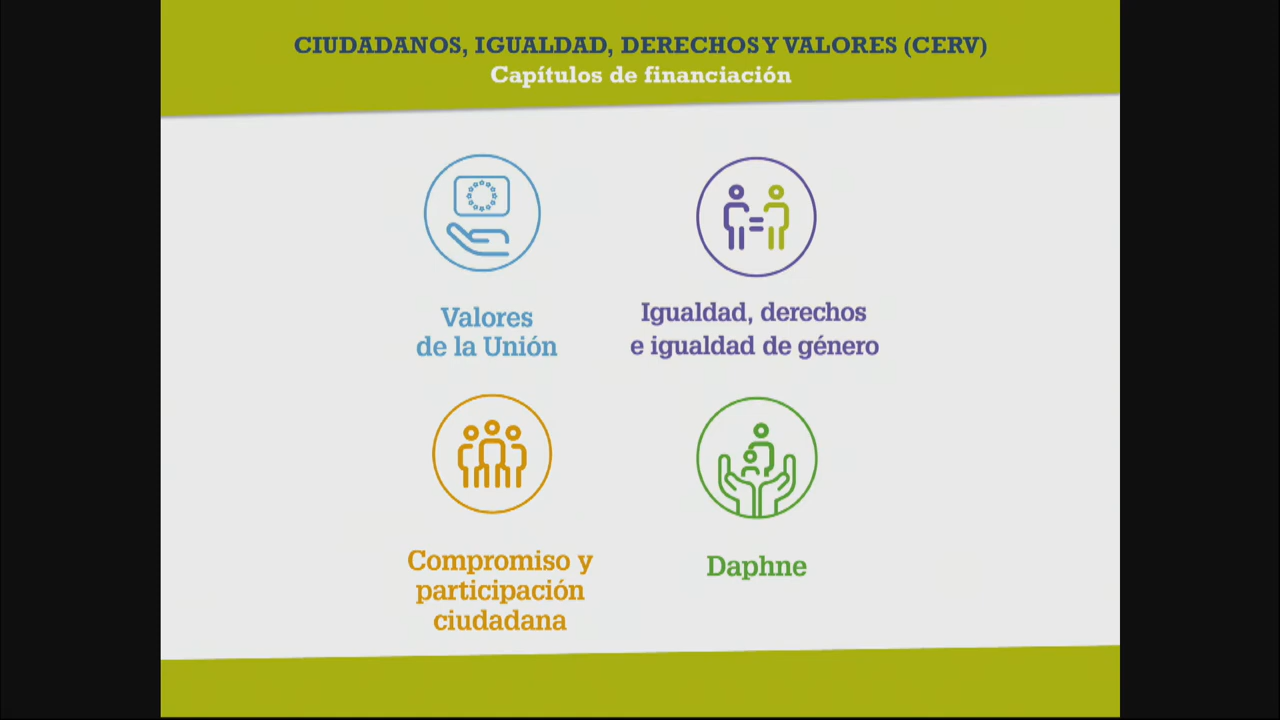 CIUDADANOS, IGUALDAD, DERECHOS Y VALORES (CERV)
Capítulos de financiación
Valores
de la Unión
Igualdad, derechos
e igualdad de género
Compromiso y
participación
ciudadana
Daphne